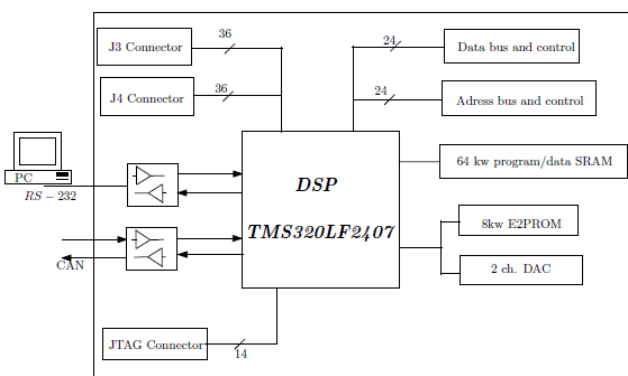 36
J3 Connector
24
Data bus and control
36
J4 Connector
24
Adress bus and control
PC
RS - 232
64 kw program/data SRAM
DSP
TMS320LF2407
8kw E2PROM
CAN
2 ch. DAC
JTAG Connector
14